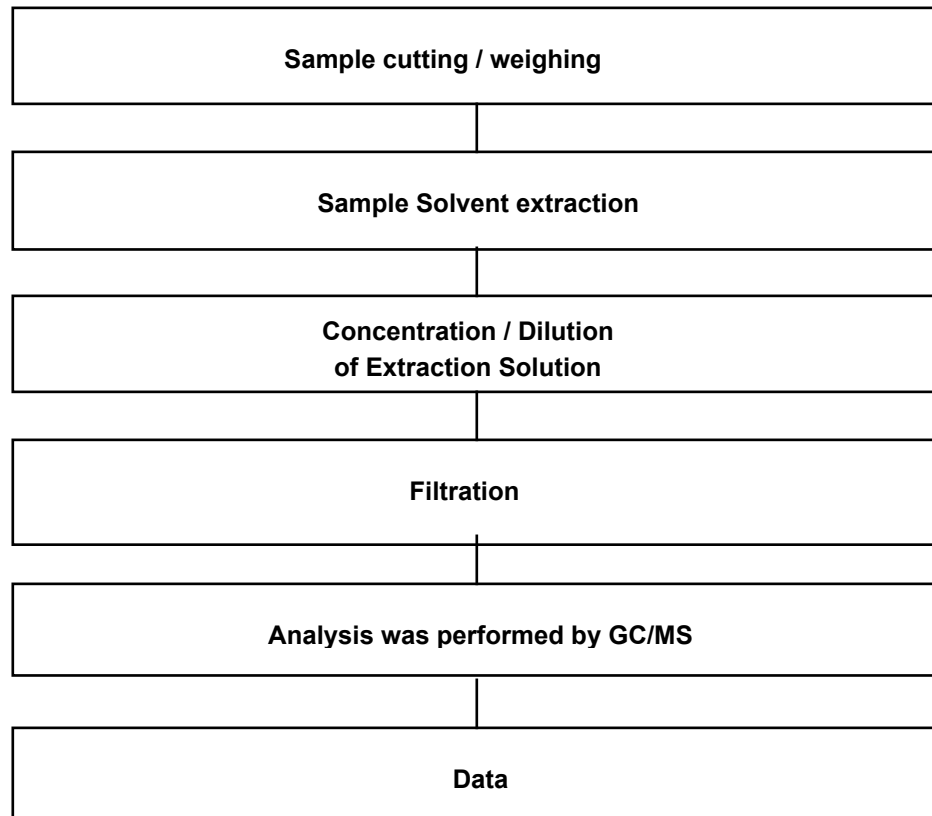 Sample cutting / weighing
Sample Solvent extraction
Concentration / Dilution
of Extraction Solution
Filtration
Analysis was performed by GC/MS
Data